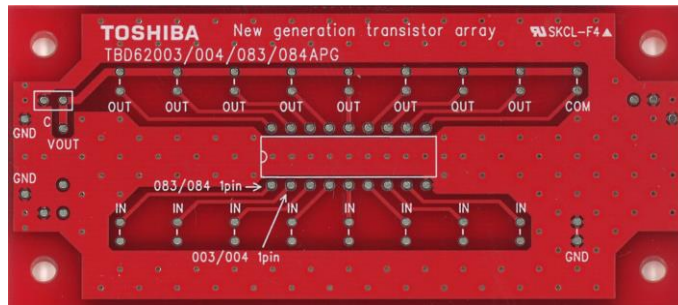 TOSHIBA New generation transistor array SKCL-F4
TBD62003/004/083/084APG
OUT OUT OUT OUT OUT OUT OUT OUT COM
C
GND
VOUT
GND
083/084 1pin
IN IN IN IN IN IN IN IN
003/004 1pin
GND